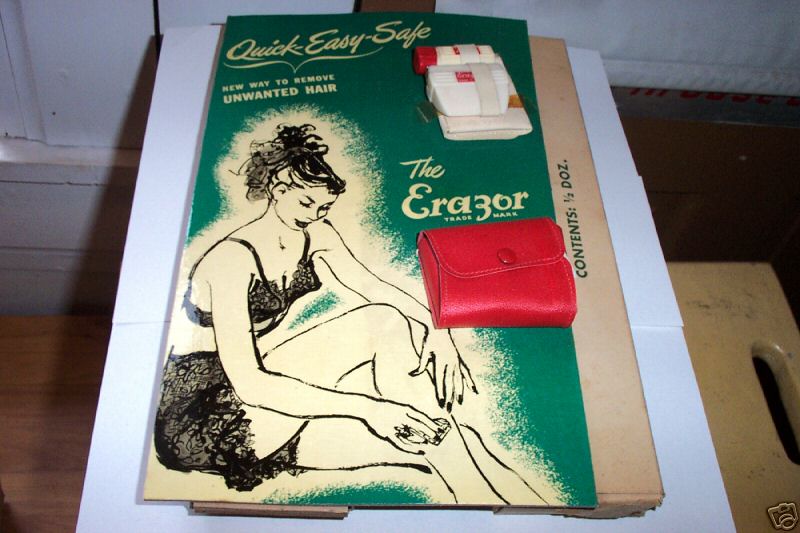 Quick-Easy-Safe
NEW WAY TO REMOVE
UNWANTED HAIR
The
Erazor
TRADE MARK
CONTENTS: ½ DOZ.